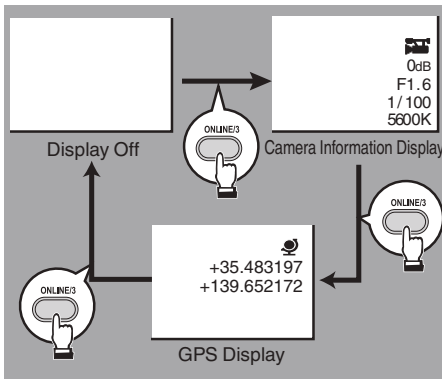 0dB
F1.6
1/100
5600K
ONLINE/3
Display Off
Camera Information Display
ONLINE/3
+35.483197
+139.652172
ONLINE/3
GPS Display